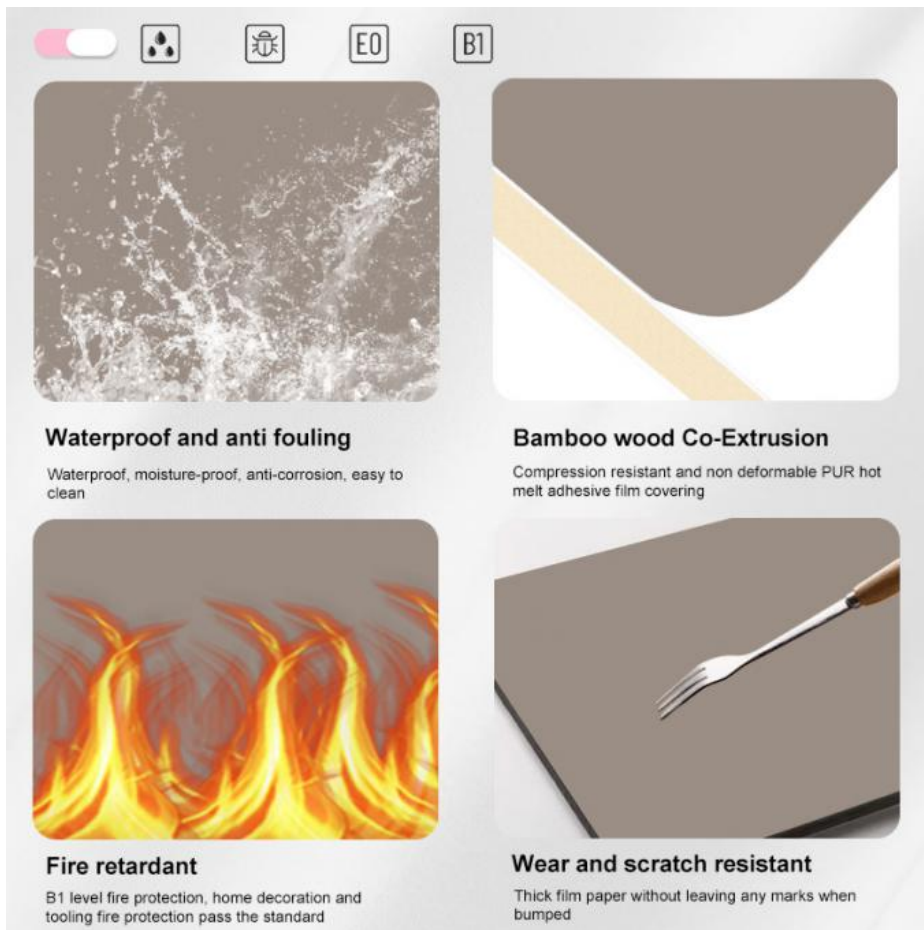 E0
B1
Waterproof and anti fouling
Waterproof, moisture-proof, anti-corrosion, easy to
clean
Bamboo wood Co-Extrusion
Compression resistant and non deformable PUR hot
melt adhesive film covering
Fire retardant
B1 level fire protection, home decoration and
tooling fire protection pass the standard
Wear and scratch resistant
Thick film paper without leaving any marks when
bumped